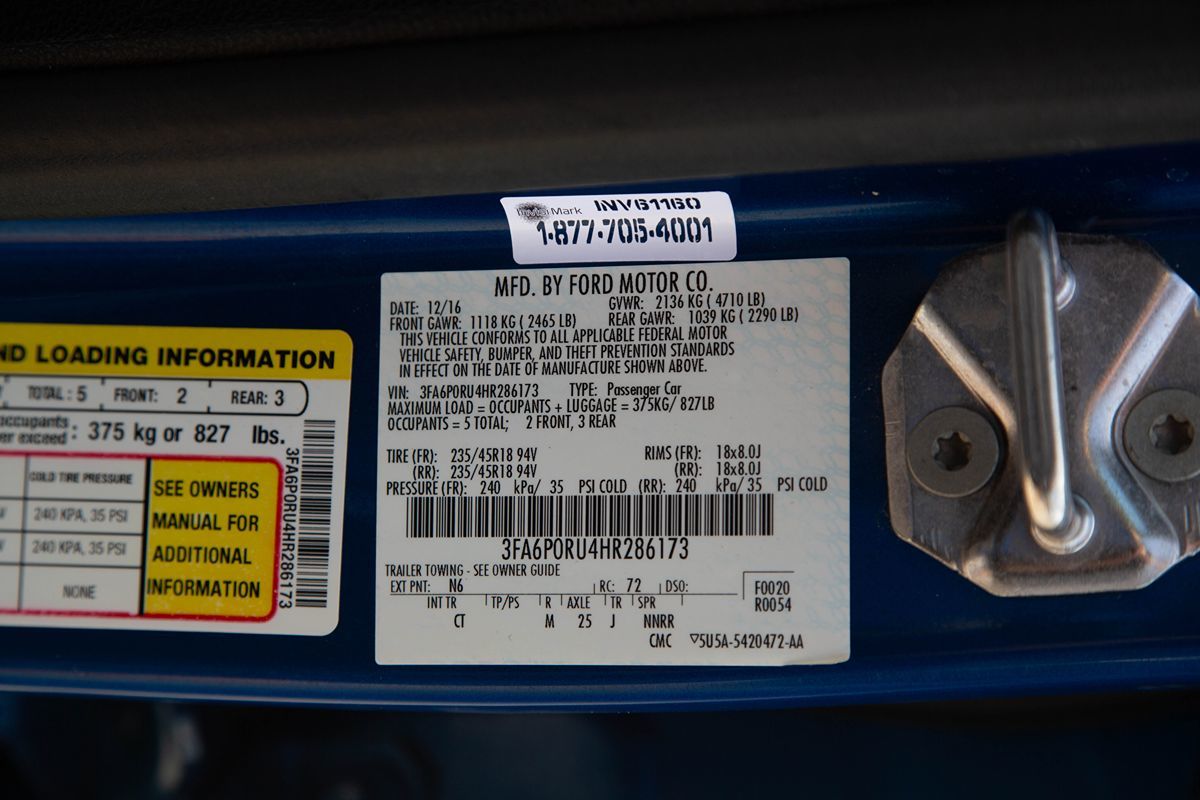 Mark INV61160
1-877-705-4001
MFD. BY FORD MOTOR CO.
DATE: 12/16 GVWR: 2136 KG ( 4710 LB)
FRONT GAWR: 1118 KG ( 2465 LB) REAR GAWR: 1039 KG ( 2290 LB)
THIS VEHICLE CONFORMS TO ALL APPLICABLE FEDERAL MOTOR
VEHICLE SAFETY, BUMPER, AND THEFT PREVENTION STANDARDS
IN EFFECT ON THE DATE OF MANUFACTURE SHOWN ABOVE.
VIN: 3FA6P0RU4HR286173 TYPE: Passenger Car
MAXIMUM LOAD = OCCUPANTS + LUGGAGE = 375KG/ 827LB
OCCUPANTS = 5 TOTAL; 2 FRONT, 3 REAR
TIRE (FR): 235/45R18 94V RIMS (FR): 18x8.0J
(RR): 235/45R18 94V (RR): 18x8.0J
PRESSURE (FR): 240 kPa/ 35 PSI COLD (RR): 240 kPa/ 35 PSI COLD
3FA6P0RU4HR286173
TRAILER TOWING - SEE OWNER GUIDE
EXT PNT: N6 RC: 72 DSO: F0020
R0054
INT TR TP/PS R AXLE TR SPR
CT M 25 J NNRR
CMC 5U5A-5420472-AA
ND LOADING INFORMATION
TOTAL: 5 FRONT: 2 REAR: 3
occupants
er exceed: 375 kg or 827 lbs.
COLD TIRE PRESSURE
240 KPA, 35 PSI
240 KPA, 35 PSI
NONE
SEE OWNERS
MANUAL FOR
ADDITIONAL
INFORMATION
3FA6P0RU4HR286173